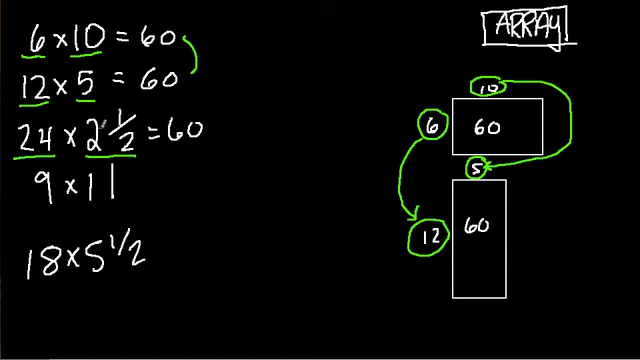 ARRAY
6 x 10 = 60
12 x 5 = 60
24 x 2 1/2 = 60
9 x 11
18 x 5 1/2
10
6
60
5
12
60